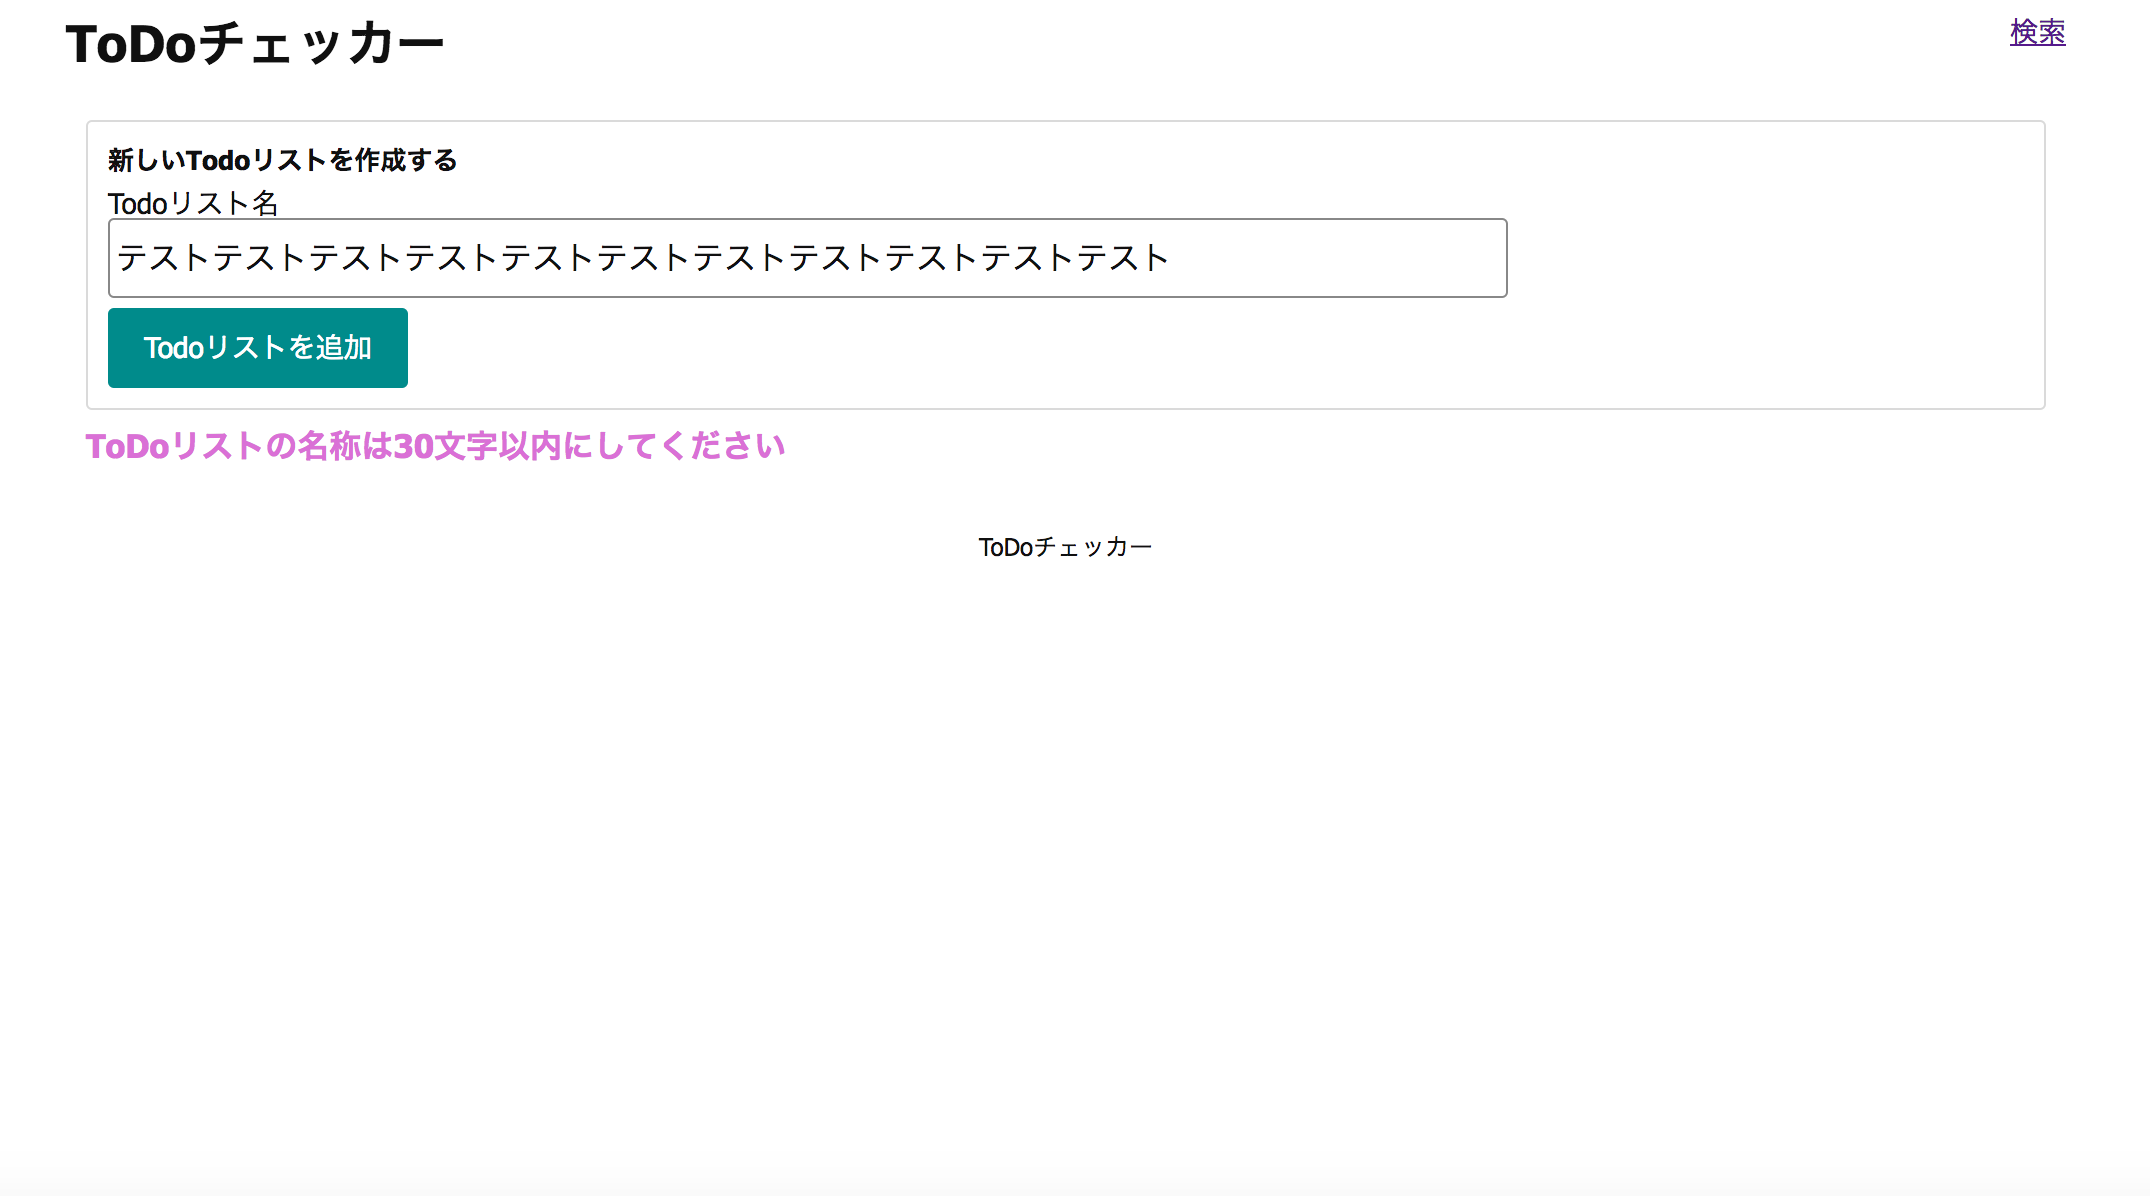 ToDoチェッカー
検索
新しいTodoリストを作成する
Todoリスト名
テストテストテストテストテストテストテストテストテストテストテスト
Todoリストを追加
ToDoリストの名称は30文字以内にしてください
ToDoチェッカー